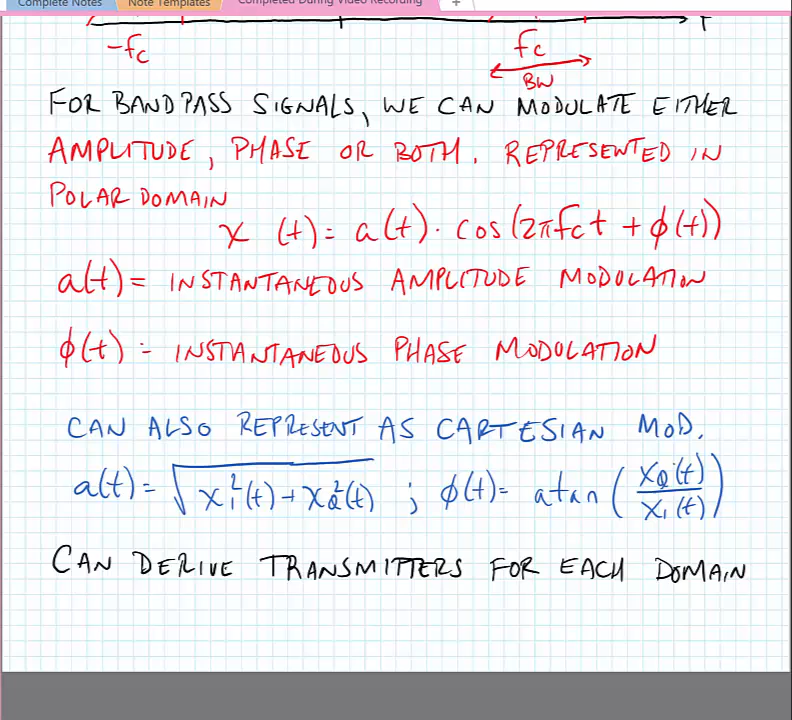 Complete Notes Note Templates Completed During Video Recording +
-fc fc f
BW
FOR BANDPASS SIGNALS, WE CAN MODULATE EITHER
AMPLITUDE, PHASE OR BOTH. REPRESENTED IN
POLAR DOMAIN
x (t) = a(t) · cos(2πfct + φ(t))
a(t) = INSTANTANEOUS AMPLITUDE MODULATION
φ(t) = INSTANTANEOUS PHASE MODULATION
CAN ALSO REPRESENT AS CARTESIAN MOD.
a(t) = √(xI²(t) + xQ²(t)) ; φ(t) = atan(xQ(t)/xI(t))
CAN DERIVE TRANSMITTERS FOR EACH DOMAIN